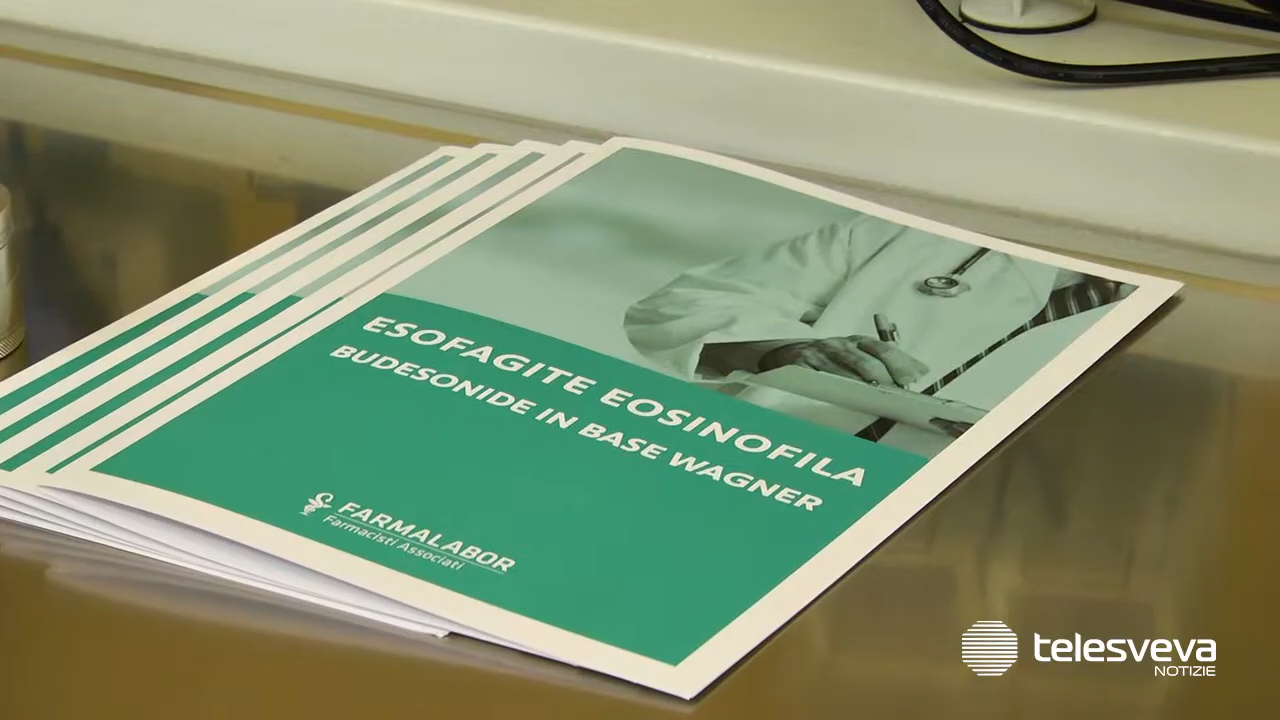 ESOFAGITE EOSINOFILA
BUDESONIDE IN BASE WAGNER
FARMALABOR
Farmacisti Associati
telesveva
NOTIZIE